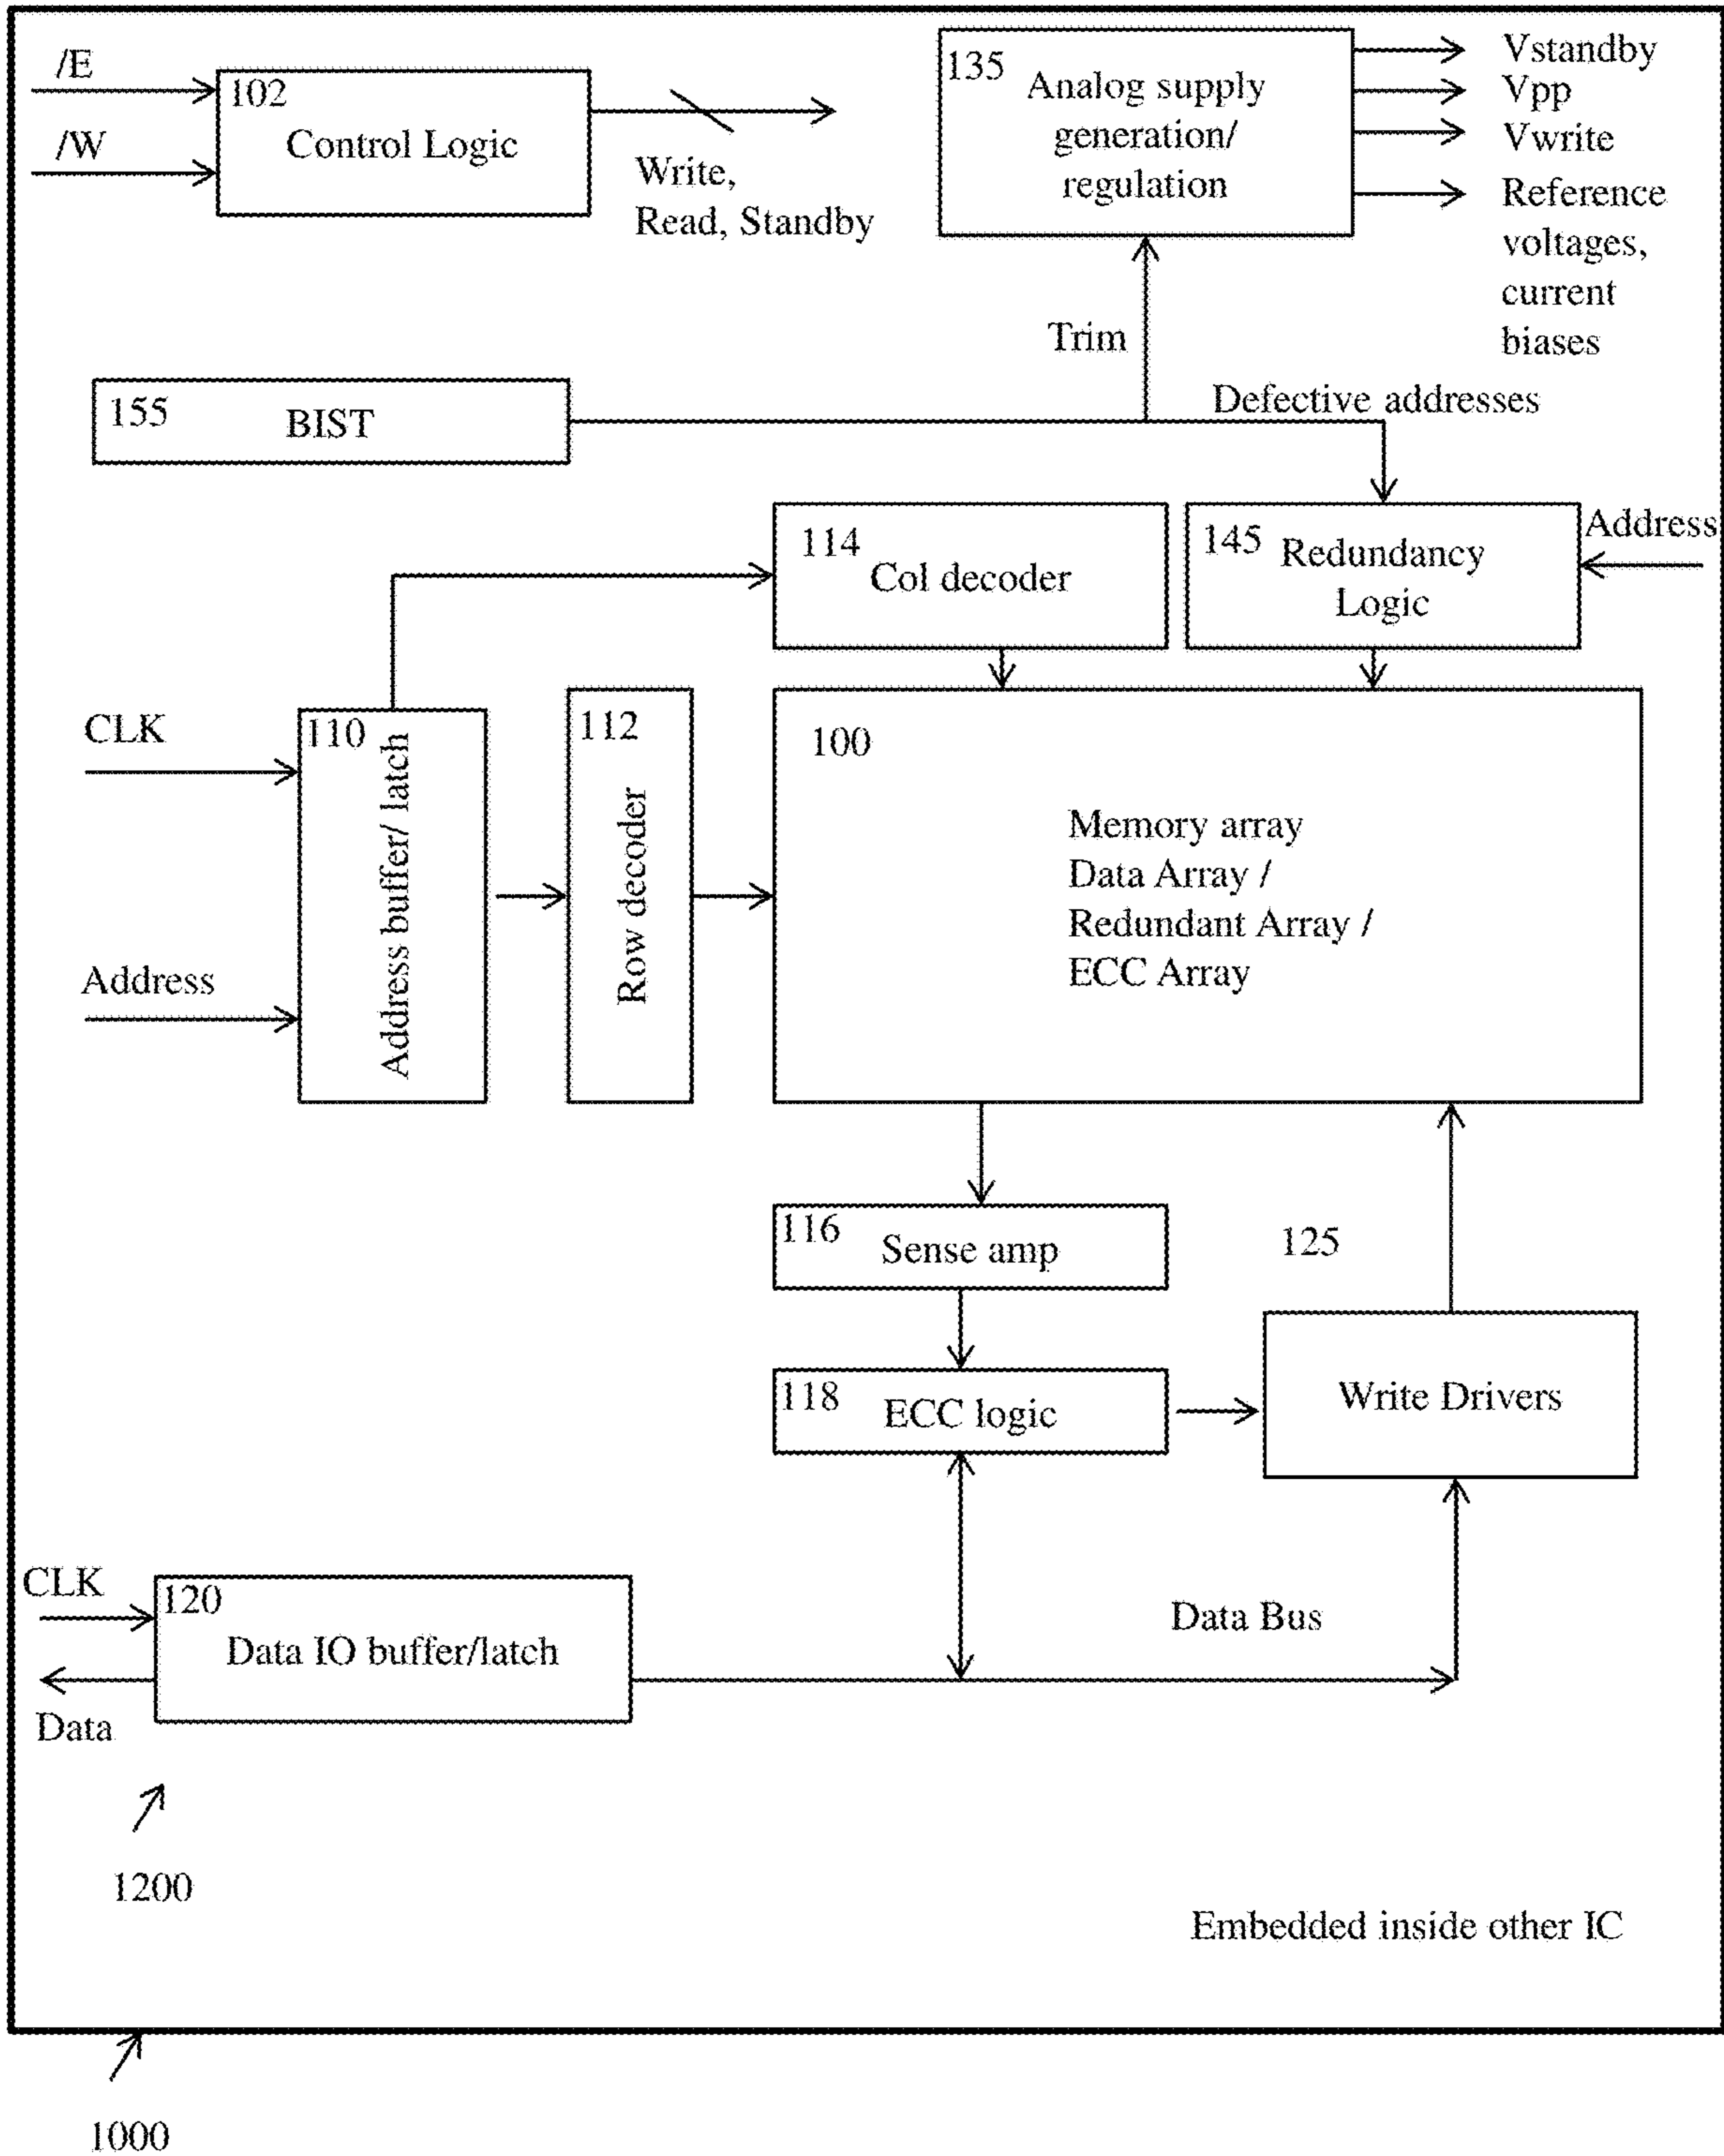 /E
/W
102
Control Logic
Write,
Read, Standby
135
Analog supply
generation/
regulation
Vstandby
Vpp
Vwrite
Reference
voltages,
current
biases
Trim
155
BIST
Defective addresses
114
Col decoder
145
Redundancy
Logic
Address
CLK
Address
110
Address buffer/ latch
112
Row decoder
100
Memory array
Data Array /
Redundant Array /
ECC Array
116
Sense amp
125
118
ECC logic
Write Drivers
CLK
120
Data IO buffer/latch
Data
Data Bus
1200
Embedded inside other IC
1000